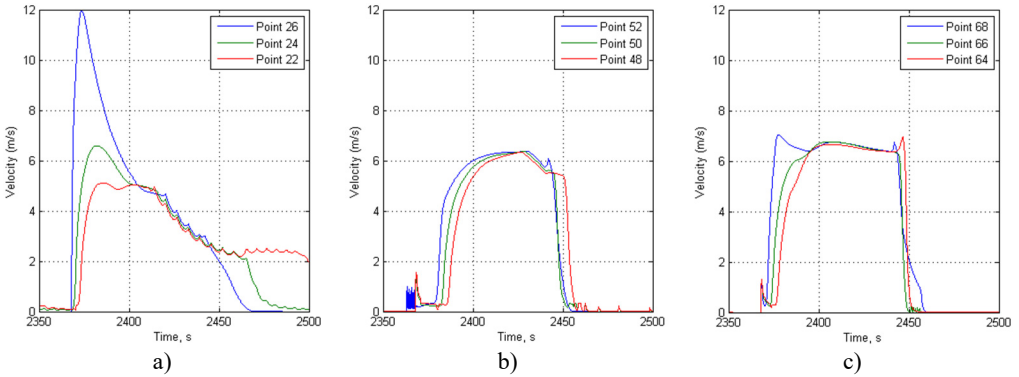 Velocity (m/s)
12
10
8
6
4
2
0
2350
2400
2450
2500
Time, s
Point 26
Point 24
Point 22
a)
Velocity (m/s)
12
10
8
6
4
2
0
2350
2400
2450
2500
Time, s
Point 52
Point 50
Point 48
b)
Velocity (m/s)
12
10
8
6
4
2
0
2350
2400
2450
2500
Time, s
Point 68
Point 66
Point 64
c)